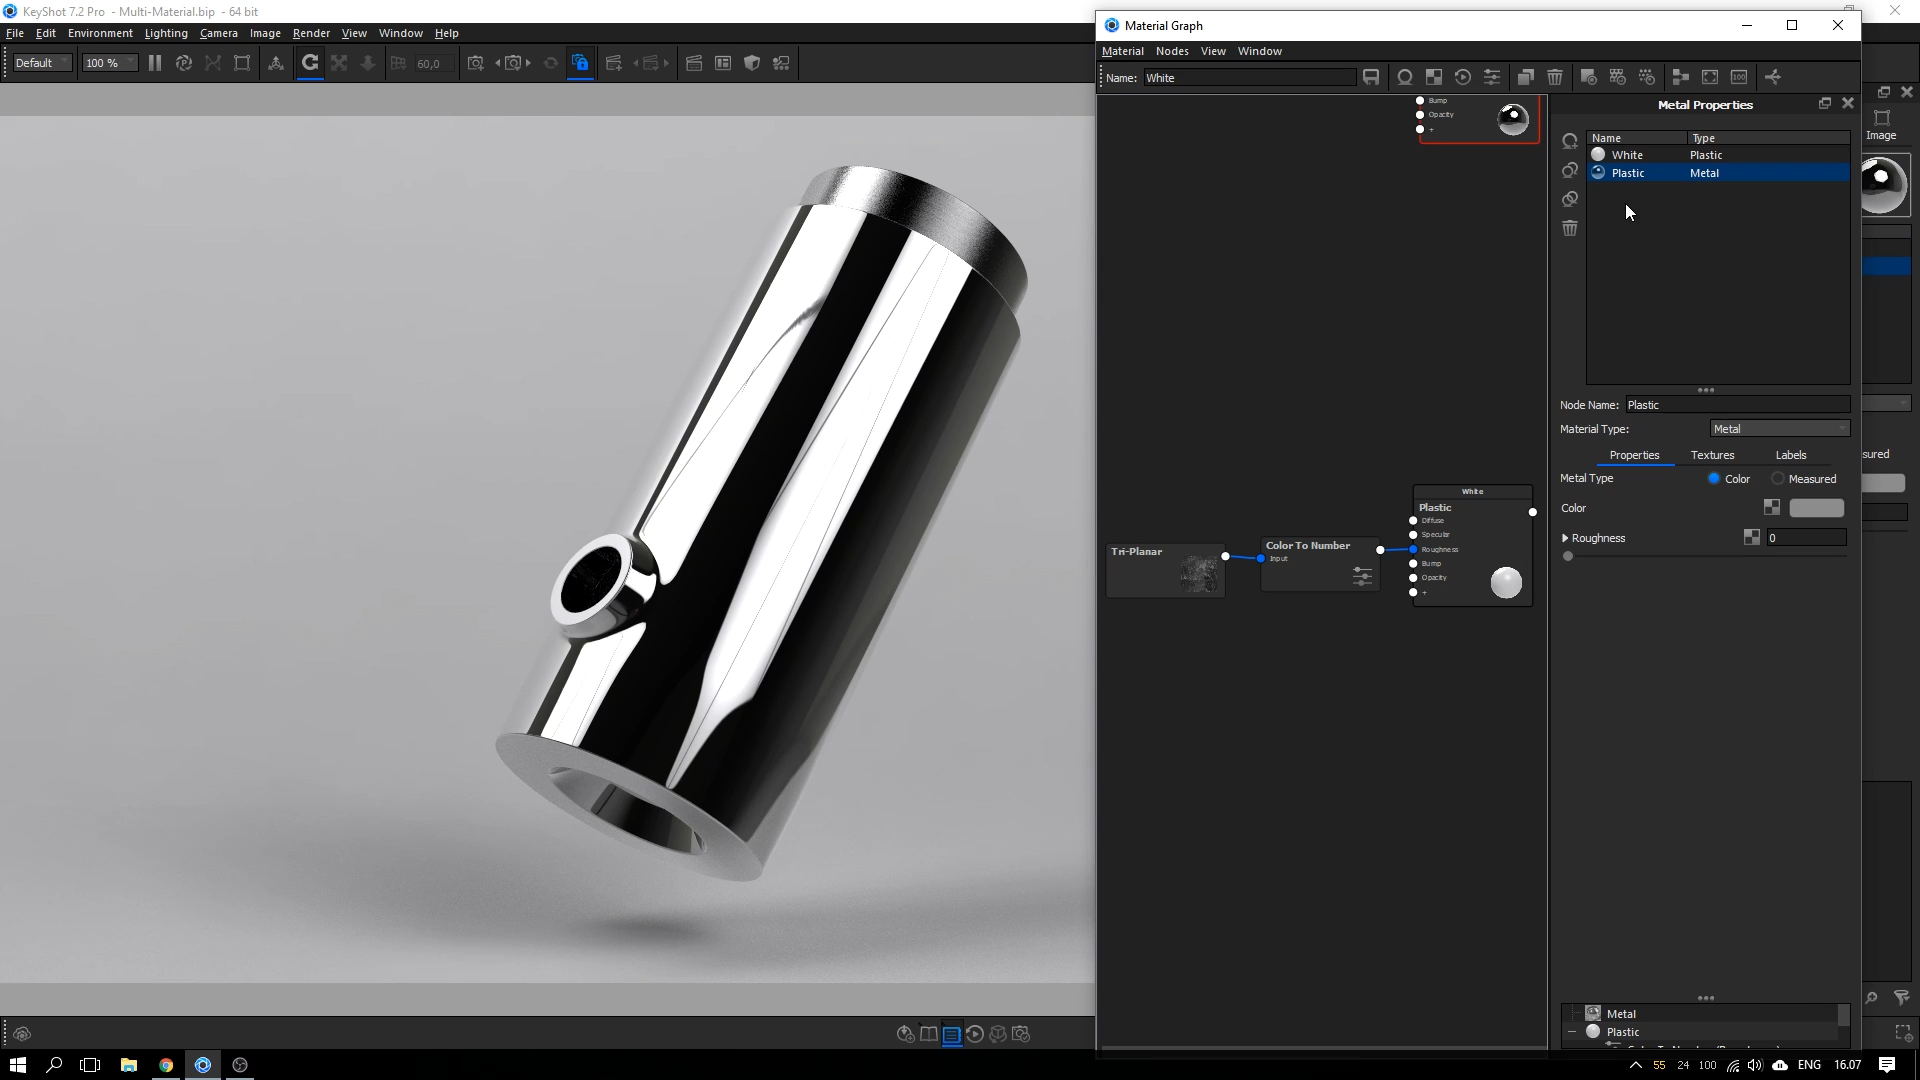 KeyShot 7.2 Pro - Multi-Material.bip - 64 bit
File Edit Environment Lighting Camera Image Render View Window Help
Default 100 % 60,0
Material Graph
Material Nodes View Window
Name: White
Bump
Opacity
+
Metal Properties
Name Type
White Plastic
Plastic Metal
Image
Node Name: Plastic
Material Type: Metal
Properties Textures Labels
Metal Type Color Measured
Color
Roughness 0
sured
White
Plastic
Diffuse
Specular
Roughness
Bump
Opacity
+
Color To Number
Input
Tri-Planar
Metal
Plastic
55 24 100 ENG 16.07